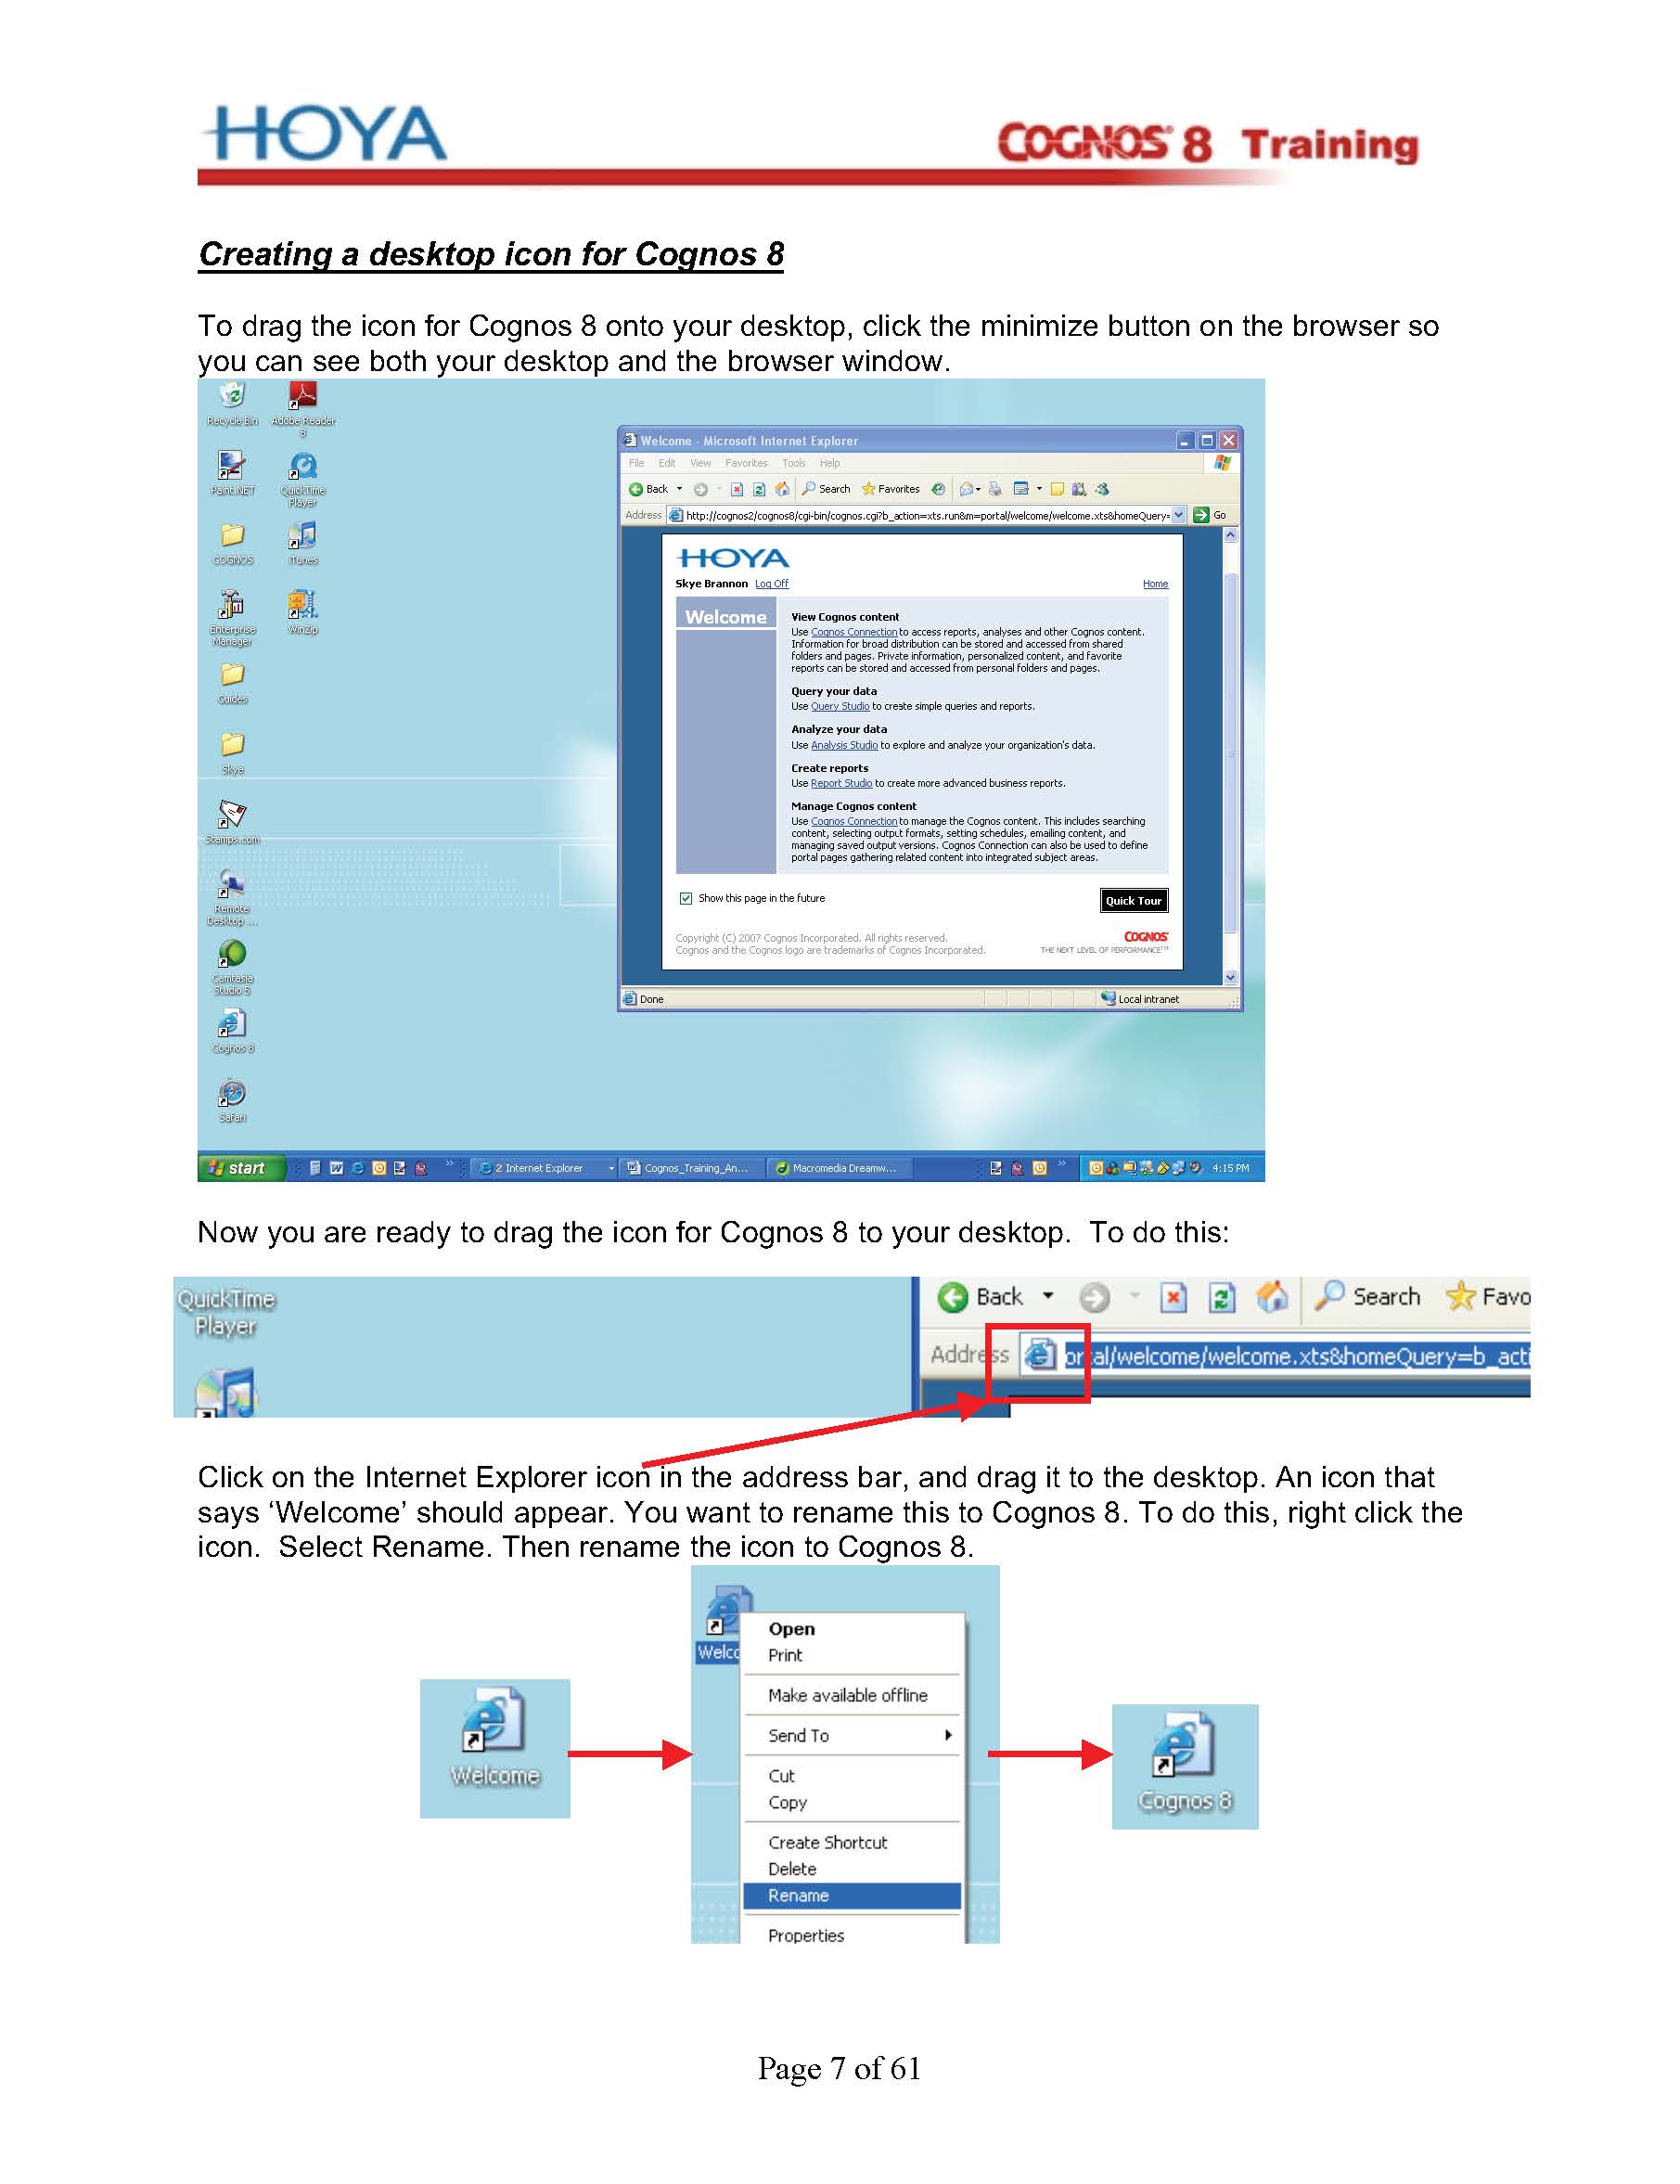 HOYA
COGNOS® 8 Training
Creating a desktop icon for Cognos 8
To drag the icon for Cognos 8 onto your desktop, click the minimize button on the browser so
you can see both your desktop and the browser window.
Recycle Bin
Adobe Reader
8
Paint.NET
QuickTime
Player
COGNOS
iTunes
Enterprise
Manager
WinZip
Guides
Skye
Stamps.com
Remote
Desktop ...
Camtasia
Studio 5
Cognos 8
Safari
Welcome - Microsoft Internet Explorer
File Edit View Favorites Tools Help
Back Search Favorites
Address http://cognos2/cognos8/cgi-bin/cognos.cgi?b_action=xts.run&m=portal/welcome/welcome.xts&homeQuery= Go
HOYA
Skye Brannon Log Off Home
Welcome
View Cognos content
Use Cognos Connection to access reports, analyses and other Cognos content.
Information for broad distribution can be stored and accessed from shared
folders and pages. Private information, personalized content, and favorite
reports can be stored and accessed from personal folders and pages.
Query your data
Use Query Studio to create simple queries and reports.
Analyze your data
Use Analysis Studio to explore and analyze your organization's data.
Create reports
Use Report Studio to create more advanced business reports.
Manage Cognos content
Use Cognos Connection to manage the Cognos content. This includes searching
content, selecting output formats, setting schedules, emailing content, and
managing saved output versions. Cognos Connection can also be used to define
portal pages gathering related content into integrated subject areas.
Show this page in the future
Quick Tour
Copyright (C) 2007 Cognos Incorporated. All rights reserved.
Cognos and the Cognos logo are trademarks of Cognos Incorporated.
COGNOS
THE NEXT LEVEL OF PERFORMANCE™
Done Local intranet
start 2 Internet Explorer Cognos_Training_An... Macromedia Dreamw... 4:15 PM
Now you are ready to drag the icon for Cognos 8 to your desktop.  To do this:
QuickTime
Player
Back Search Favo
Address ortal/welcome/welcome.xts&homeQuery=b_acti
Click on the Internet Explorer icon in the address bar, and drag it to the desktop. An icon that
says ‘Welcome’ should appear. You want to rename this to Cognos 8. To do this, right click the
icon.  Select Rename. Then rename the icon to Cognos 8.
Welcome
Welc
Open
Print
Make available offline
Send To
Cut
Copy
Create Shortcut
Delete
Rename
Properties
Cognos 8
Page 7 of 61